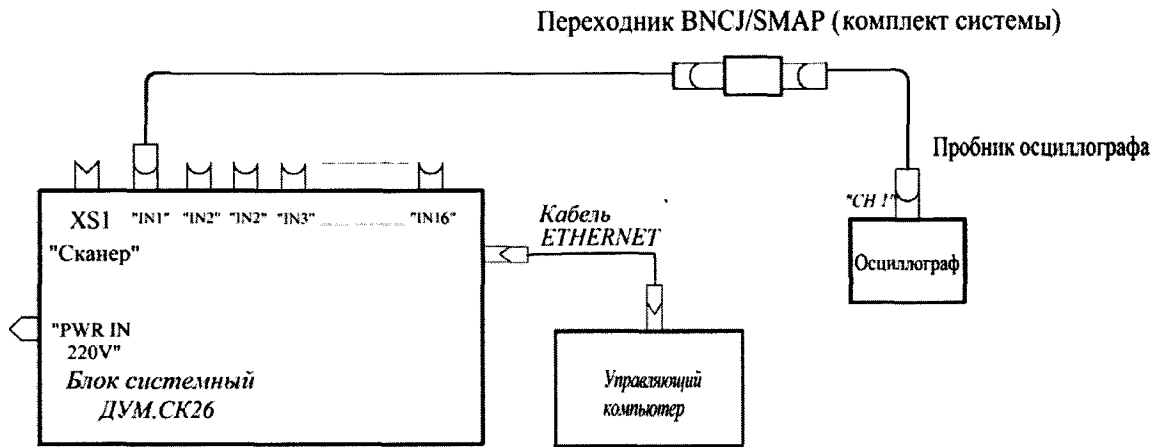 Переходник BNCJ/SMAP (комплект системы)
Пробник осциллографа
"CH 1"
Осциллограф
XS1 "IN1" "IN2" "IN2" "IN3" "IN16"
"Сканер"
Кабель
ETHERNET
"PWR IN
220V"
Блок системный
ДУМ.СК26
Управляющий
компьютер